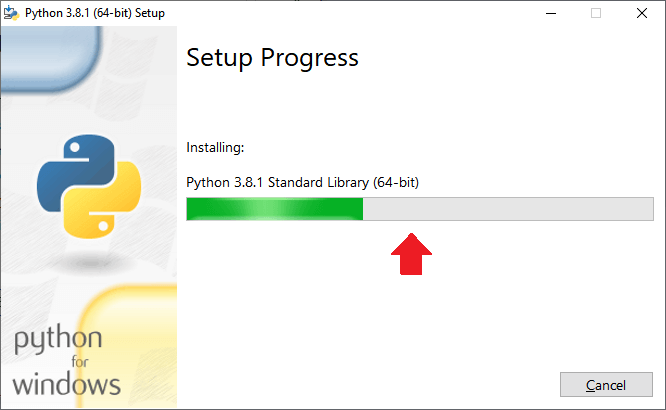 Python 3.8.1 (64-bit) Setup
Setup Progress
Installing:
Python 3.8.1 Standard Library (64-bit)
python
for
windows
Cancel